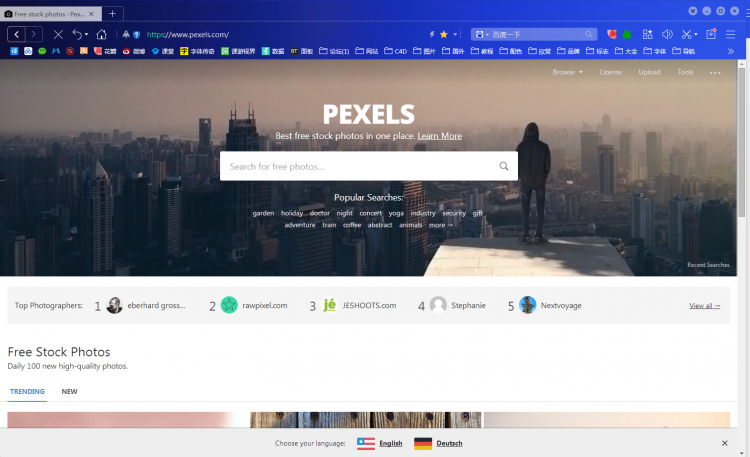 Free stock photos · Pex...
https://www.pexels.com/
百度一下
花瓣 微博 课堂 字体传奇 课游视界 数据 面板 论坛(1) 网站 C4D 图片 国外 教程 配色 欣赏 品牌 标志 大全 字体 导航
Browse License Upload Tools
PEXELS
Best free stock photos in one place. Learn More
Search for free photos...
Popular Searches:
garden holiday doctor night concert yoga industry security gift
adventure train coffee abstract animals more →
Recent Searches
Top Photographers: 1 eberhard gross... 2 rawpixel.com 3 jé JESHOOTS.com 4 Stephanie 5 Nextvoyage View all →
Free Stock Photos
Daily 100 new high-quality photos.
TRENDING NEW
Choose your language: English Deutsch